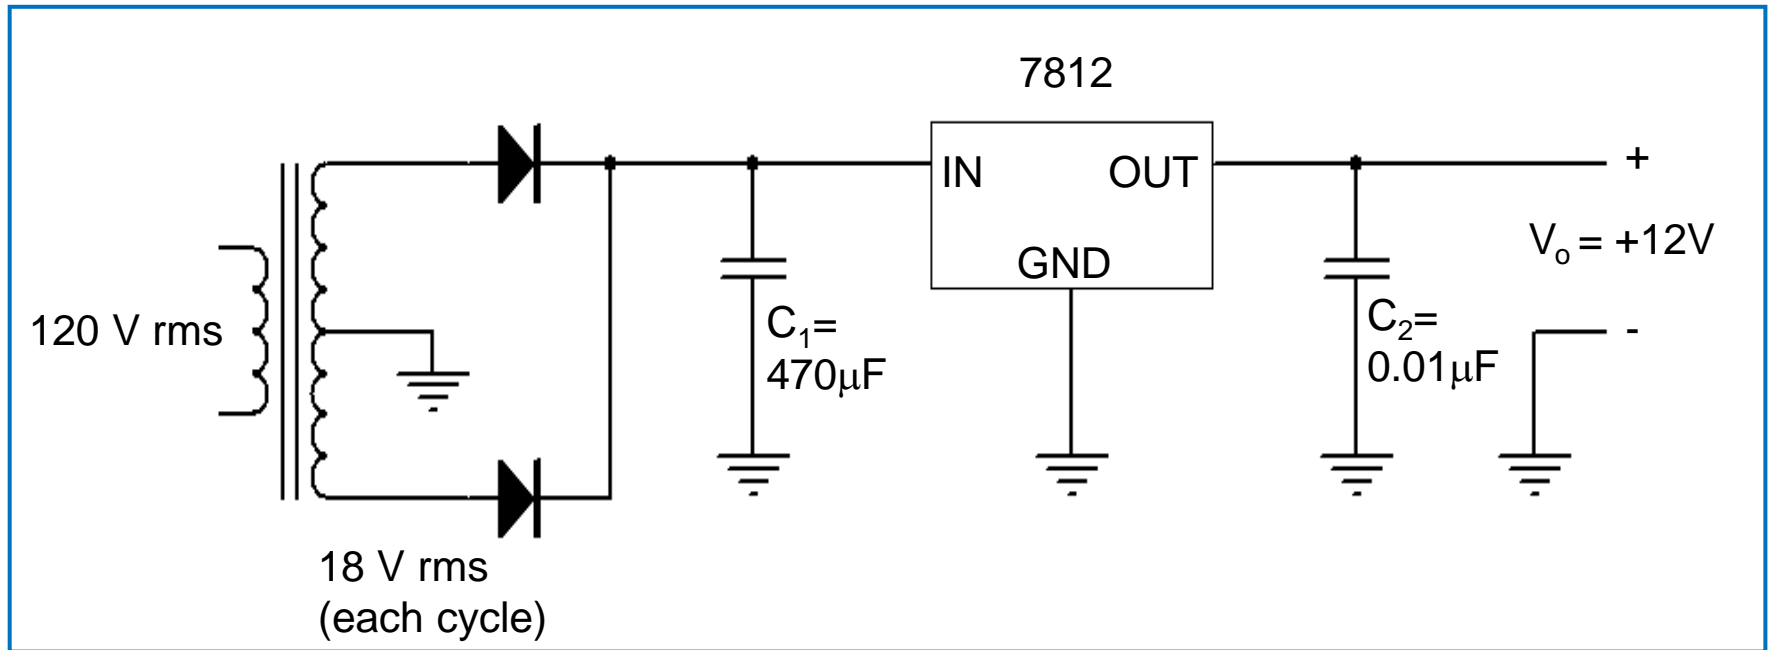 7812
IN
OUT
GND
120 V rms
18 V rms
(each cycle)
C₁=
470μF
C₂=
0.01μF
+
Vₒ = +12V
-